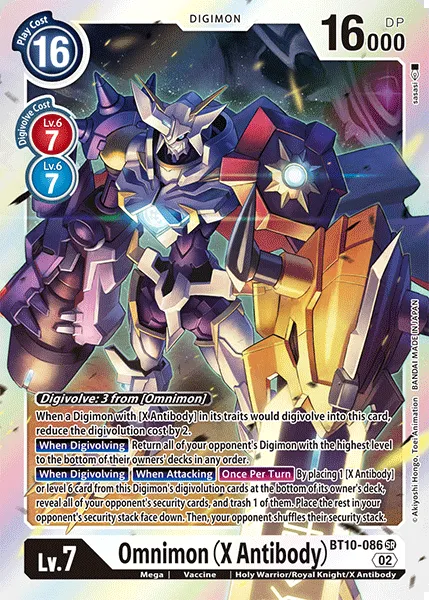 Play Cost
16
DIGIMON
16000
DP
sasasi
Digivolve Cost
Lv.6
7
Lv.6
7
Digivolve: 3 from [Omnimon]
When a Digimon with [X Antibody] in its traits would digivolve into this card,
reduce the digivolution cost by 2.
When Digivolving Return all of your opponent's Digimon with the highest level
to the bottom of their owners' decks in any order.
When Digivolving When Attacking Once Per Turn By placing 1 [X Antibody]
or level 6 card from this Digimon's digivolution cards at the bottom of its owner's deck,
reveal all of your opponent's security cards, and trash 1 of them. Place the rest in your
opponent's security stack face down. Then, your opponent shuffles their security stack.
©Akiyoshi Hongo, Toei Animation BANDAI MADE IN JAPAN
Lv.7
Omnimon (X Antibody)
BT10-086 SR
02
Mega Vaccine Holy Warrior/Royal Knight/X Antibody